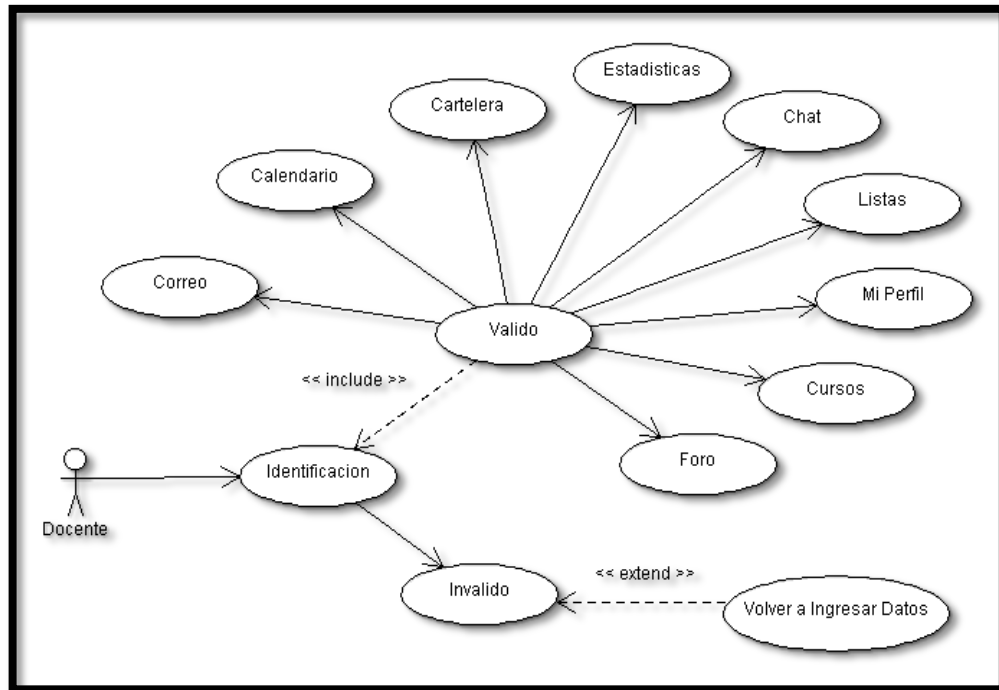 Estadisticas
Cartelera
Chat
Calendario
Listas
Correo
Mi Perfil
Valido
<< include >>
Cursos
Identificacion
Foro
Docente
<< extend >>
Invalido
Volver a Ingresar Datos